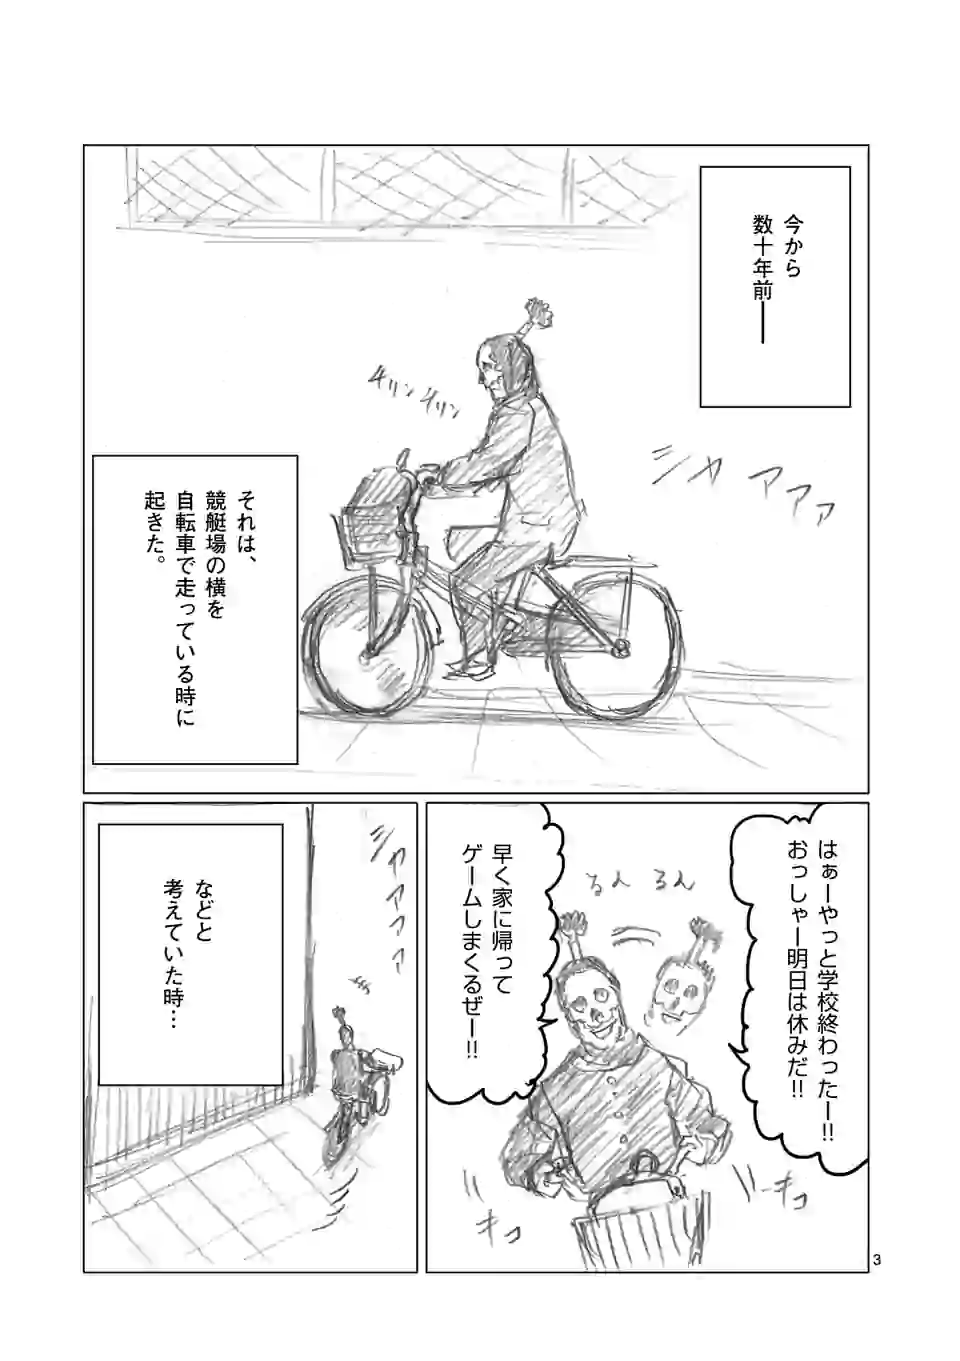 今から
数十年前──
チリン
チリン
シャアァァ
それは、
競艇場の横を
自転車で走っている時に
起きた。
はぁーやっと学校終わったー!!
おっしゃー明日は休みだ!!
るん
るん
早く家に帰って
ゲームしまくるぜー!!
キコ
キコ
シャアァァァ
などと
考えていた時…
3